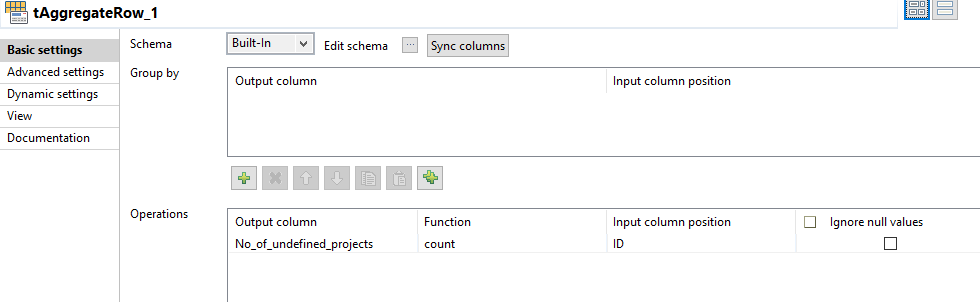 tAggregateRow_1
Basic settings
Advanced settings
Dynamic settings
View
Documentation
Schema
Built-In
Edit schema
...
Sync columns
Group by
Output column
Input column position
Operations
Output column
Function
Input column position
Ignore null values
No_of_undefined_projects
count
ID